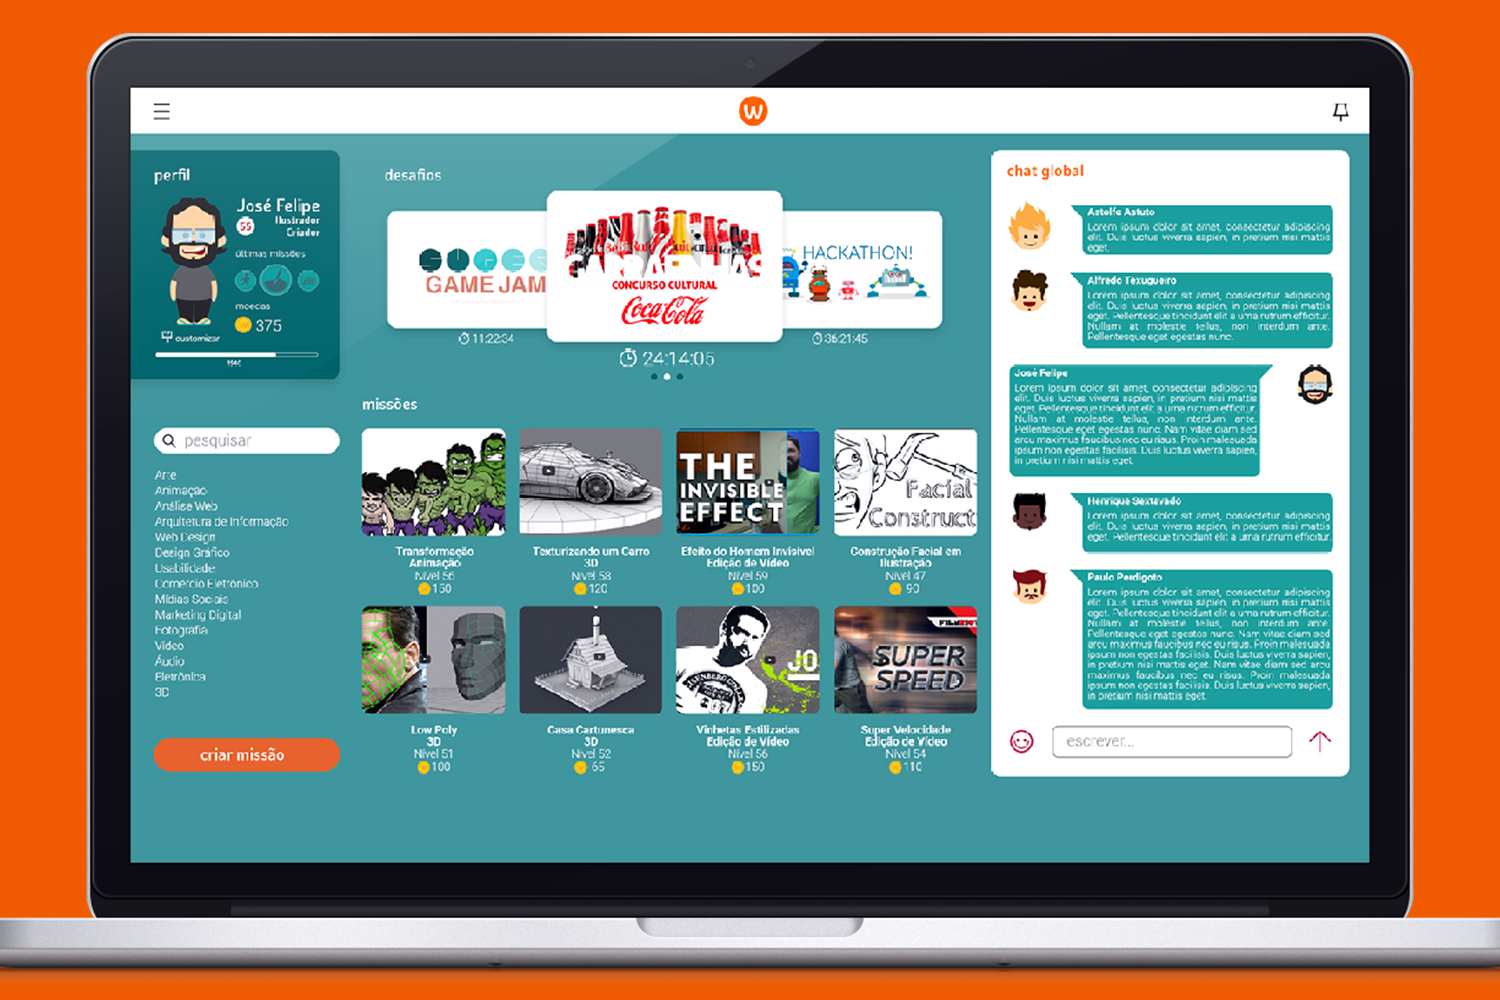 W
perfil
José Felipe
55
Ilustrador
Criador
últimas missões
moedas
375
customizar
desafios
GAME JAM
11:22:34
CONCURSO CULTURAL
Coca-Cola
24:14:05
HACKATHON!
36:21:45
pesquisar
Arte
Animação
Análise Web
Arquitetura de Informação
Web Design
Design Gráfico
Usabilidade
Comércio Eletrônico
Mídias Sociais
Marketing Digital
Fotografia
Vídeo
Áudio
Eletrônica
3D
criar missão
missões
Transformação
Animação
Nível 56
150
Texturizando um Carro
3D
Nível 58
120
THE
INVISIBLE
EFFECT
Efeito do Homem Invisível
Edição de Vídeo
Nível 59
100
Facial
Construct
Construção Facial em
Ilustração
Nível 47
90
Low Poly
3D
Nível 51
100
Casa Cartunesca
3D
Nível 52
65
JO
Vinhetas Estilizadas
Edição de Vídeo
Nível 56
150
SUPER
SPEED
Super Velocidade
Edição de Vídeo
Nível 54
110
chat global
Astolfo Astuto
Lorem ipsum dolor sit amet, consectetur adipiscing
elit. Duis luctus viverra sapien, in pretium nisi mattis
eget.
Alfredo Texugueiro
Lorem ipsum dolor sit amet, consectetur adipiscing
elit. Duis luctus viverra sapien, in pretium nisi mattis
eget. Pellentesque tincidunt elit a urna rutrum efficitur.
Nullam at molestie tellus, non interdum ante.
Pellentesque eget egestas nunc.
José Felipe
Lorem ipsum dolor sit amet, consectetur adipiscing
elit. Duis luctus viverra sapien, in pretium nisi mattis
eget. Pellentesque tincidunt elit a urna rutrum efficitur.
Nullam at molestie tellus, non interdum ante.
Pellentesque eget egestas nunc. Nam vitae diam sed
arcu maximus faucibus nec eu risus. Proin malesuada
ipsum non egestas facilisis. Duis luctus viverra sapien,
in pretium nisi mattis eget.
Henrique Sextavado
Lorem ipsum dolor sit amet, consectetur adipiscing
elit. Duis luctus viverra sapien, in pretium nisi mattis
eget. Pellentesque tincidunt elit a urna rutrum efficitur.
Paulo Perdigoto
Lorem ipsum dolor sit amet, consectetur adipiscing
elit. Duis luctus viverra sapien, in pretium nisi mattis
eget. Pellentesque tincidunt elit a urna rutrum efficitur.
Nullam at molestie tellus, non interdum ante.
Pellentesque eget egestas nunc. Nam vitae diam sed
arcu maximus faucibus nec eu risus. Proin malesuada
ipsum non egestas facilisis. Duis luctus viverra sapien,
in pretium nisi mattis eget. Nam vitae diam sed arcu
maximus faucibus nec eu risus. Proin malesuada
ipsum non egestas facilisis. Duis luctus viverra sapien,
in pretium nisi mattis eget.
escrever...